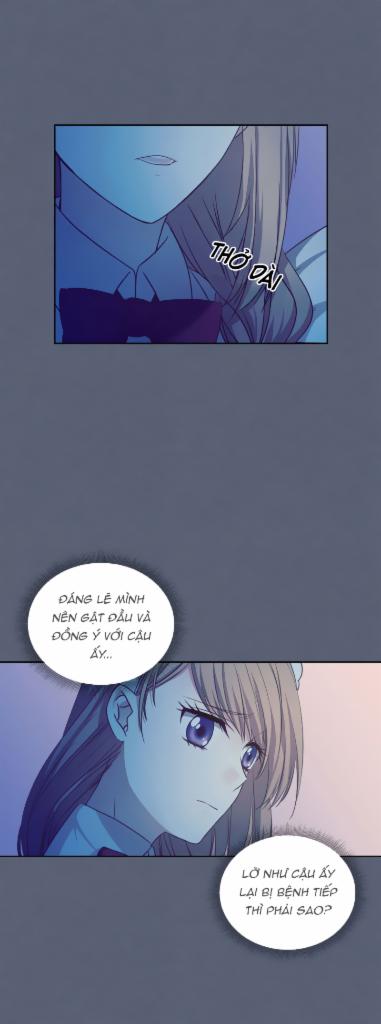 THỞ DÀI
ĐÁNG LẼ MÌNH
NÊN GẬT ĐẦU VÀ
ĐỒNG Ý VỚI CẬU
ẤY...
LỠ NHƯ CẬU ẤY
LẠI BỊ BỆNH TIẾP
THÌ PHẢI SAO?